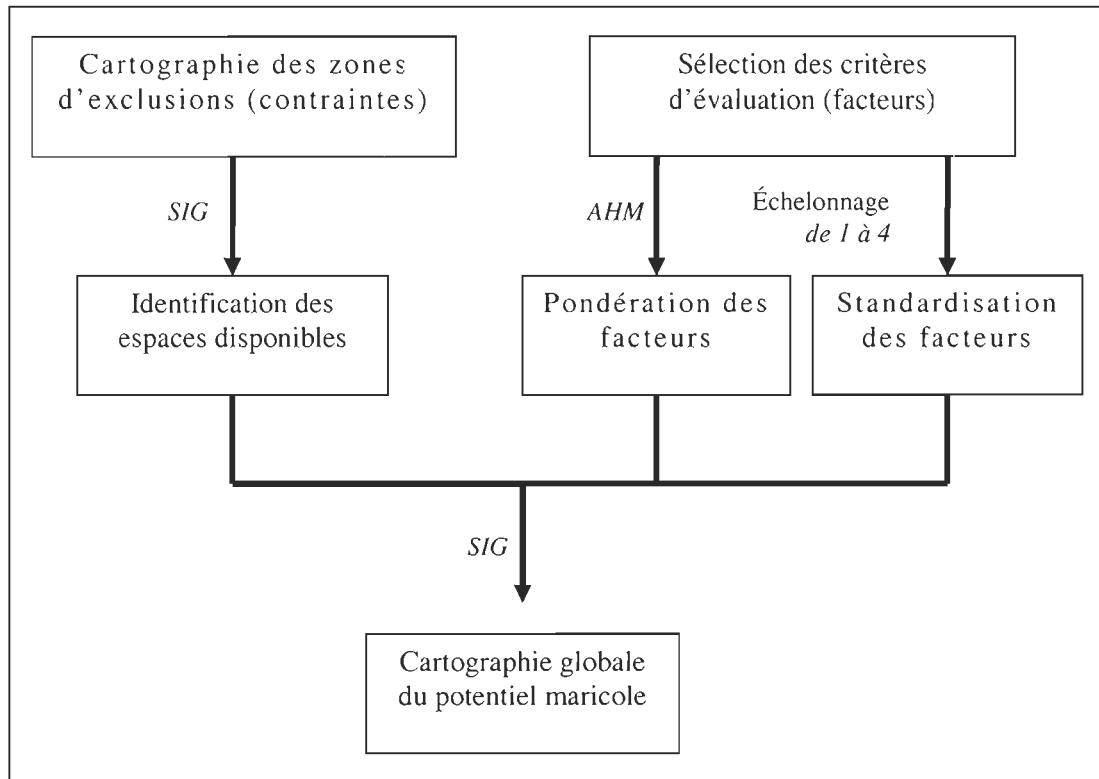 Cartographie des zones
d'exclusions (contraintes)
Sélection des critères
d'évaluation (facteurs)
SIG
AHM
Échelonnage
de 1 à 4
Identification des
espaces disponibles
Pondération des
facteurs
Standardisation
des facteurs
SIG
Cartographie globale
du potentiel maricole